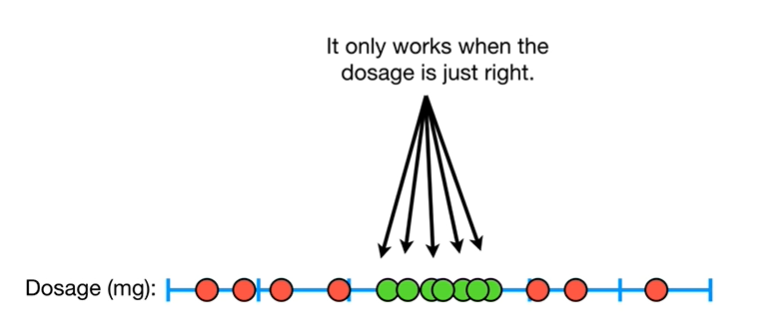 It only works when the
dosage is just right.
Dosage (mg):